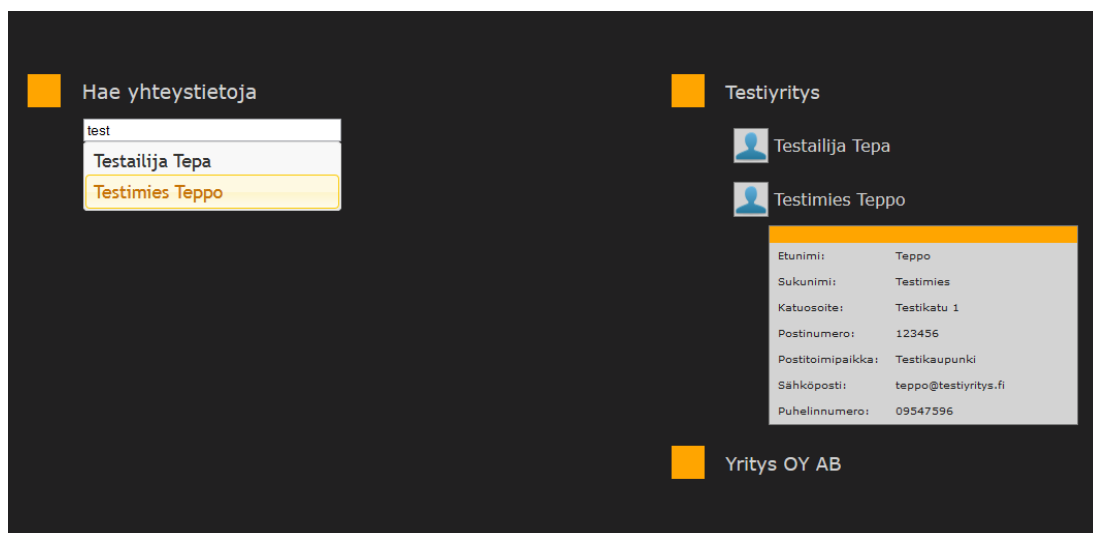 Hae yhteystietoja
test
Testailija Tepa
Testimies Teppo
Testiyritys
Testailija Tepa
Testimies Teppo
Etunimi: Teppo
Sukunimi: Testimies
Katuosoite: Testikatu 1
Postinumero: 123456
Postitoimipaikka: Testikaupunki
Sähköposti: teppo@testiyritys.fi
Puhelinnumero: 09547596
Yritys OY AB